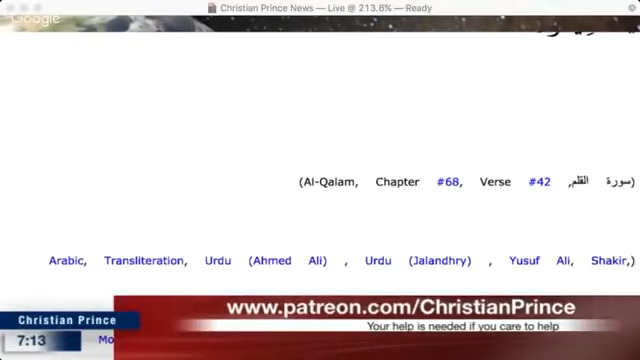 Christian Prince News — Live @ 213.6% — Ready
Google
(Al-Qalam, Chapter #68, Verse #42 سورة القلم,)
Arabic, Transliteration, Urdu (Ahmed Ali) , Urdu (Jalandhry) , Yusuf Ali, Shakir,)
www.patreon.com/ChristianPrince
Christian Prince
Your help is needed if you care to help
7:13
Mo